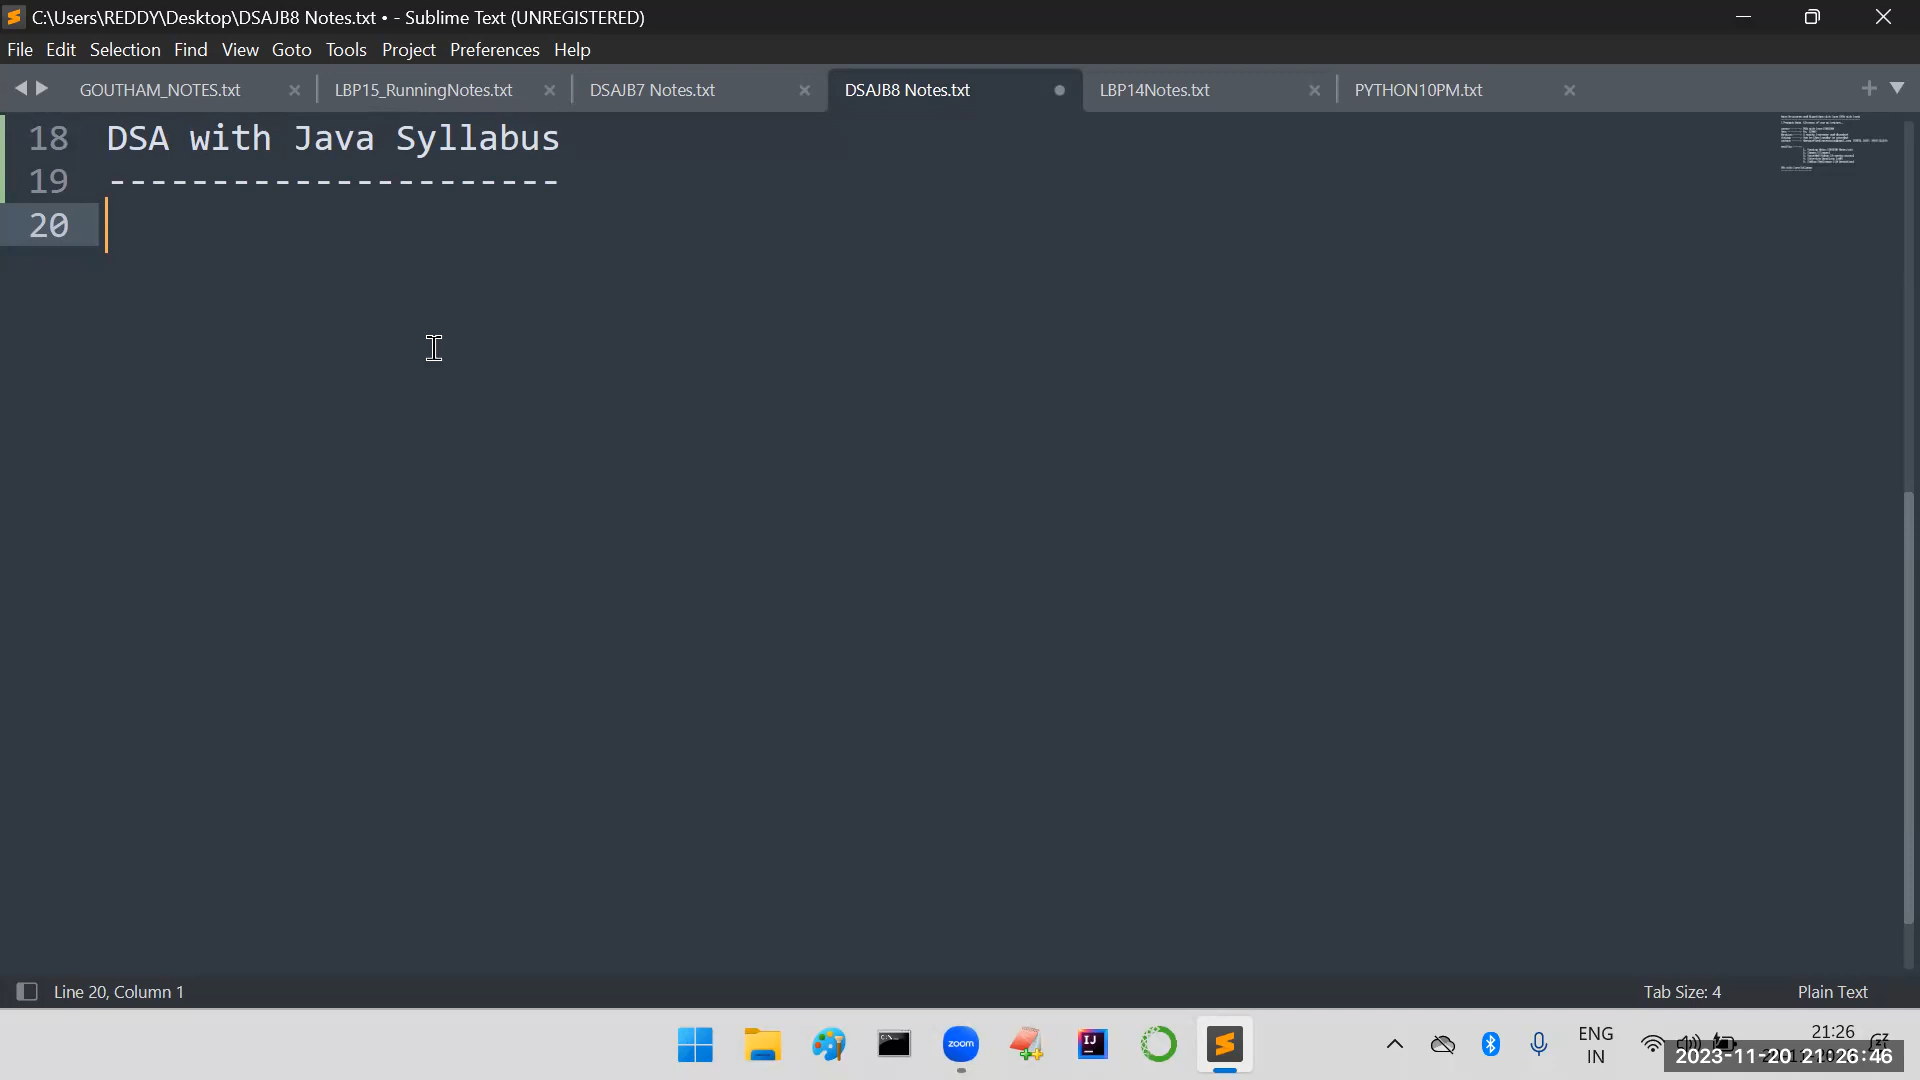 C:\Users\REDDY\Desktop\DSAJB8 Notes.txt • - Sublime Text (UNREGISTERED)
File Edit Selection Find View Goto Tools Project Preferences Help
GOUTHAM_NOTES.txt LBP15_RunningNotes.txt DSAJB7 Notes.txt DSAJB8 Notes.txt LBP14Notes.txt PYTHON10PM.txt
18 DSA with Java Syllabus
19 ----------------------
20
Line 20, Column 1 Tab Size: 4 Plain Text
zoom
IJ
ENG
IN
21:26
2023-11-20 21:26:46